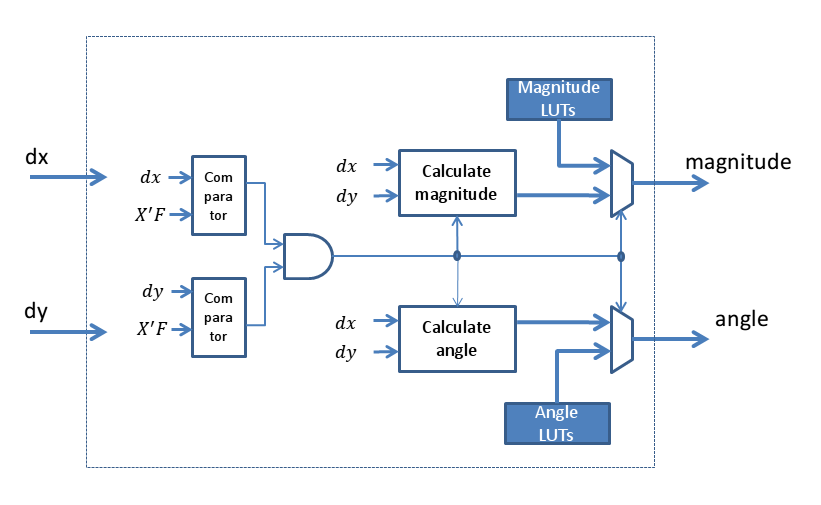 Magnitude
LUTs
dx
magnitude
dx
X'F
Com
para
tor
dx
dy
Calculate
magnitude
dy
dy
X'F
Com
para
tor
dx
dy
Calculate
angle
angle
Angle
LUTs